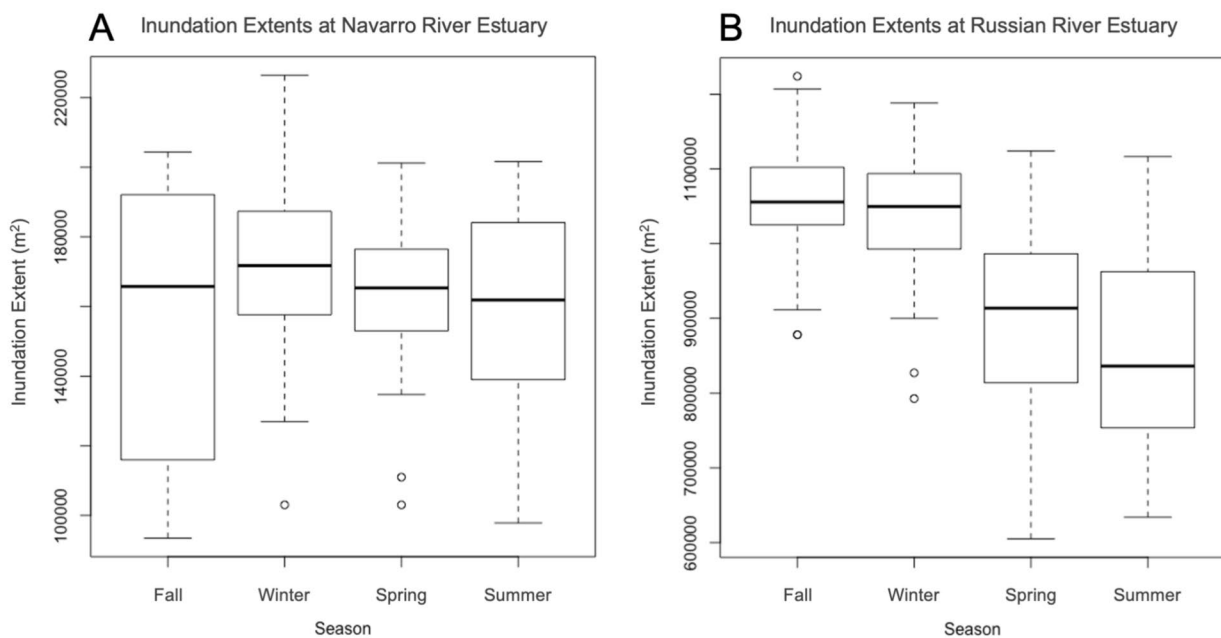 A Inundation Extents at Navarro River Estuary
Inundation Extent (m²)
220000
180000
140000
100000
Fall Winter Spring Summer
Season
B Inundation Extents at Russian River Estuary
Inundation Extent (m²)
1100000
900000
800000
700000
600000
Fall Winter Spring Summer
Season